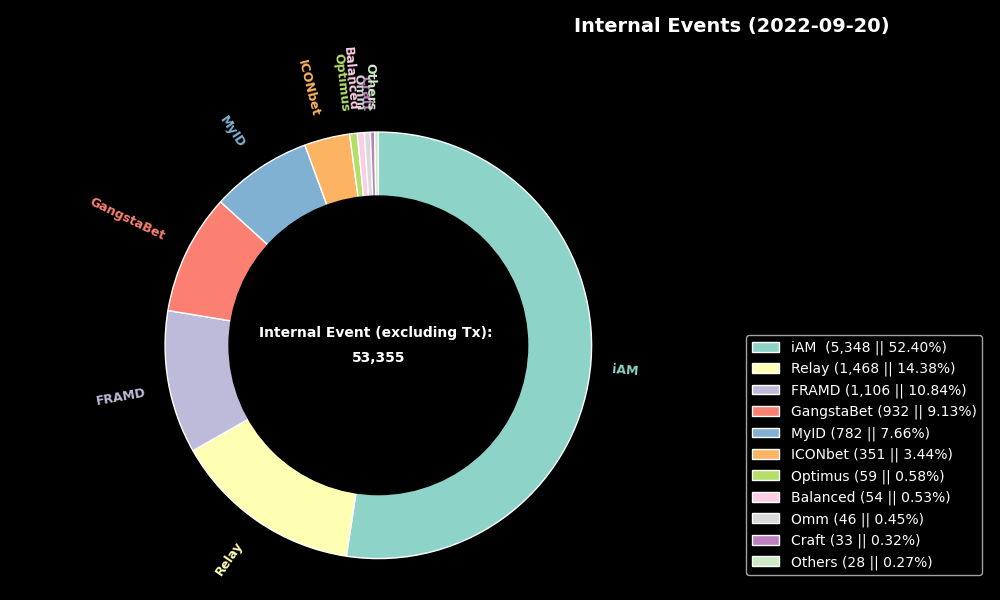 Internal Events (2022-09-20)
Others
Craft
Omm
Balanced
Optimus
ICONbet
MyID
GangstaBet
FRAMD
Relay
iAM
Internal Event (excluding Tx):
53,355
iAM  (5,348 || 52.40%)
Relay (1,468 || 14.38%)
FRAMD (1,106 || 10.84%)
GangstaBet (932 || 9.13%)
MyID (782 || 7.66%)
ICONbet (351 || 3.44%)
Optimus (59 || 0.58%)
Balanced (54 || 0.53%)
Omm (46 || 0.45%)
Craft (33 || 0.32%)
Others (28 || 0.27%)